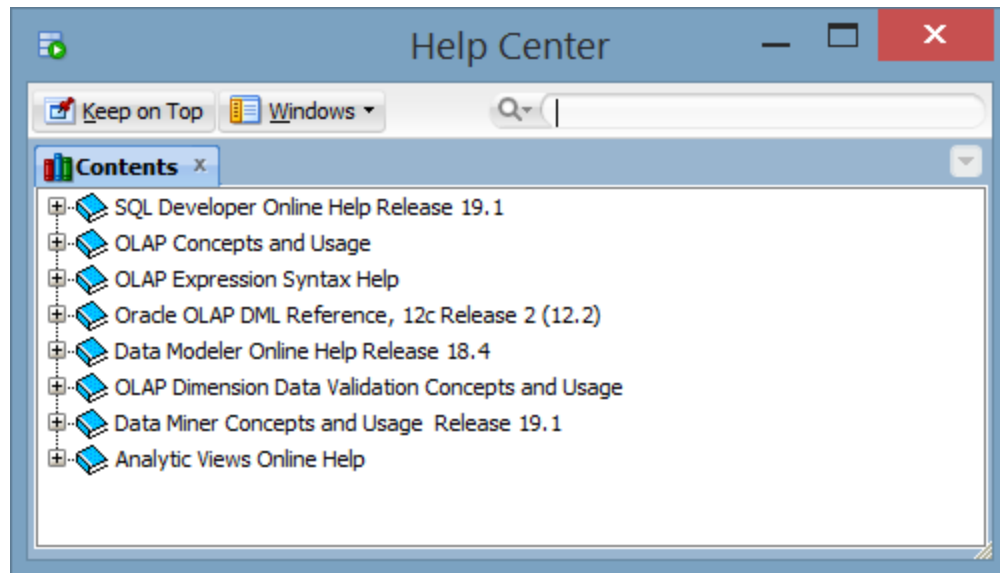 Help Center
Keep on Top Windows
Contents
SQL Developer Online Help Release 19.1
OLAP Concepts and Usage
OLAP Expression Syntax Help
Oracle OLAP DML Reference, 12c Release 2 (12.2)
Data Modeler Online Help Release 18.4
OLAP Dimension Data Validation Concepts and Usage
Data Miner Concepts and Usage Release 19.1
Analytic Views Online Help